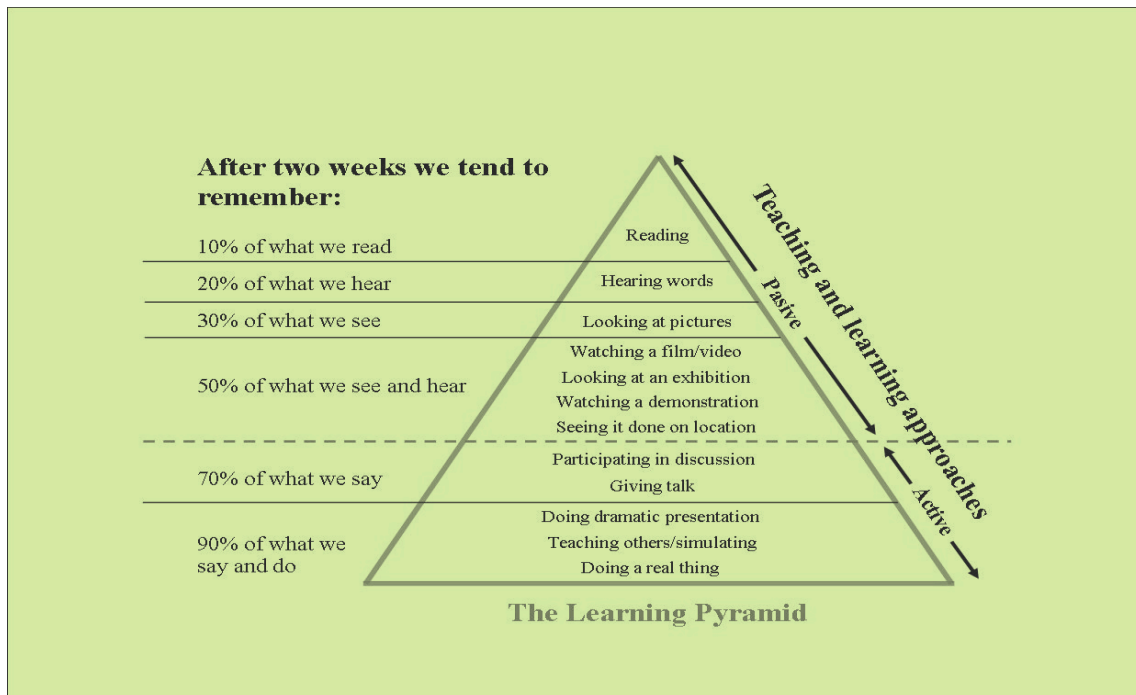 After two weeks we tend to
remember:
10% of what we read
Reading
20% of what we hear
Hearing words
30% of what we see
Looking at pictures
50% of what we see and hear
Watching a film/video
Looking at an exhibition
Watching a demonstration
Seeing it done on location
70% of what we say
Participating in discussion
Giving talk
90% of what we
say and do
Doing dramatic presentation
Teaching others/simulating
Doing a real thing
Teaching and learning approaches
Pasive
Active
The Learning Pyramid